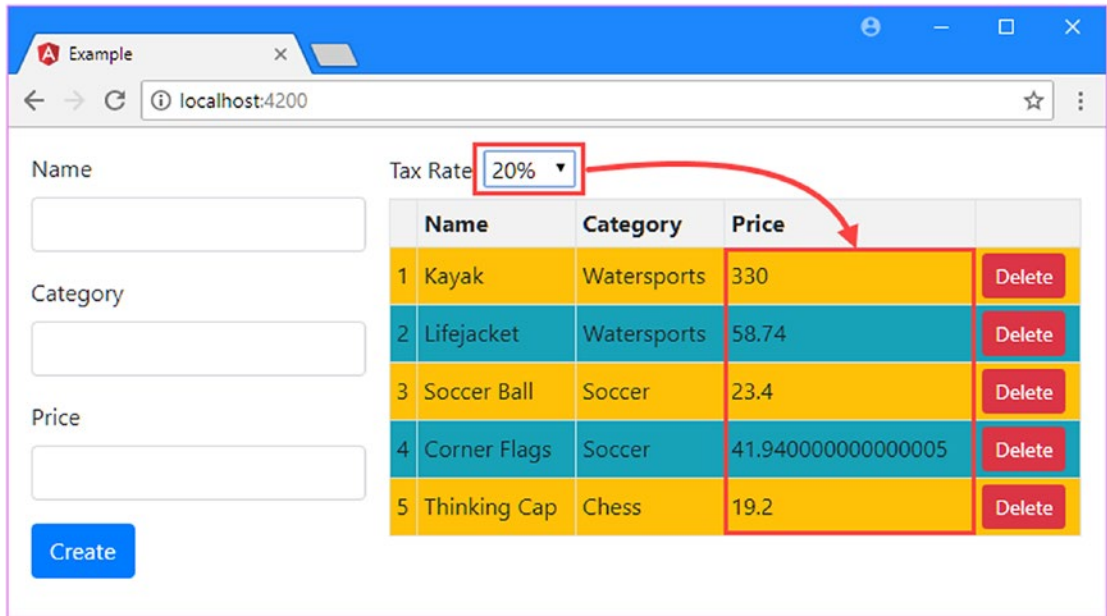 Example
localhost:4200
Name
Category
Price
Create
Tax Rate 20%
Name Category Price
1 Kayak Watersports 330 Delete
2 Lifejacket Watersports 58.74 Delete
3 Soccer Ball Soccer 23.4 Delete
4 Corner Flags Soccer 41.940000000000005 Delete
5 Thinking Cap Chess 19.2 Delete